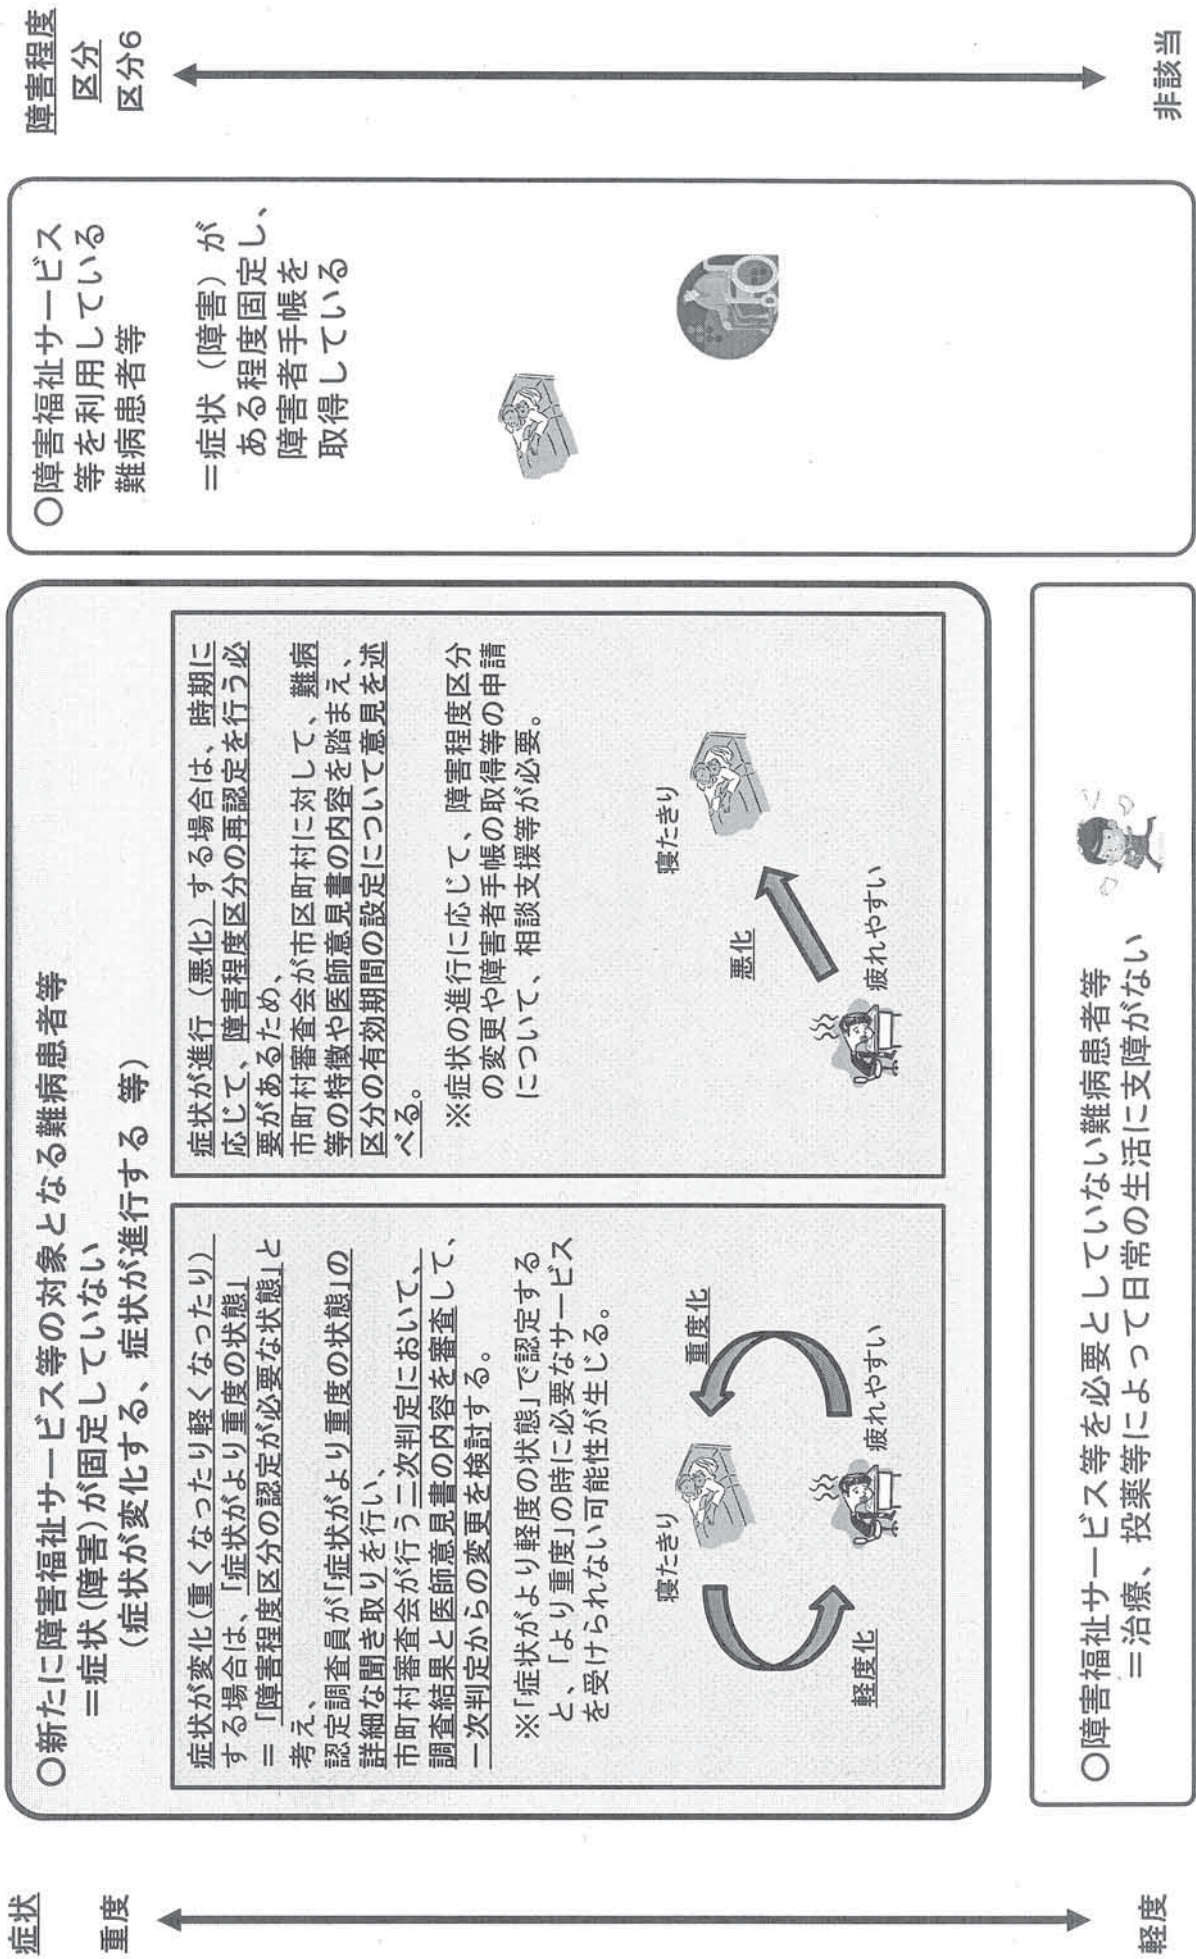 症状
重度
軽度
○新たに障害福祉サービス等の対象となる難病患者等
＝症状(障害)が固定していない
（症状が変化する、症状が進行する 等）
症状が変化(重くなったり軽くなったり)
する場合は、「症状がより重度の状態」
＝「障害程度区分の認定が必要な状態」と
考え、
認定調査員が「症状がより重度の状態」の
詳細な聞き取りを行い、
市町村審査会が行う二次判定において、
調査結果と医師意見書の内容を審査して、
一次判定からの変更を検討する。
※「症状がより軽度の状態」で認定する
と、「より重度」の時に必要なサービス
を受けられない可能性が生じる。
寝たきり
重度化
軽度化
疲れやすい
症状が進行（悪化）する場合は、時期に
応じて、障害程度区分の再認定を行う必
要があるため、
市町村審査会が市区町村に対して、難病
等の特徴や医師意見書の内容を踏まえ、
区分の有効期間の設定について意見を述
べる。
※症状の進行に応じて、障害程度区分
の変更や障害者手帳の取得等の申請
について、相談支援等が必要。
寝たきり
悪化
疲れやすい
○障害福祉サービス等を必要としていない難病患者等
＝治療、投薬等によって日常の生活に支障がない
○障害福祉サービス
等を利用している
難病患者等
＝症状（障害）が
ある程度固定し、
障害者手帳を
取得している
障害程度
区分
区分6
非該当